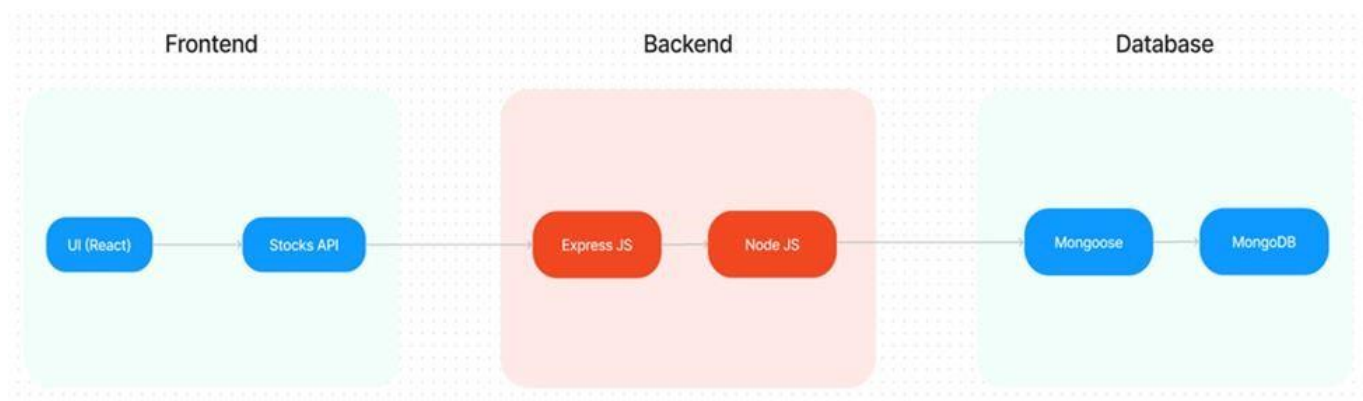 Frontend
Backend
Database
UI (React)
Stocks API
Express JS
Node JS
Mongoose
MongoDB